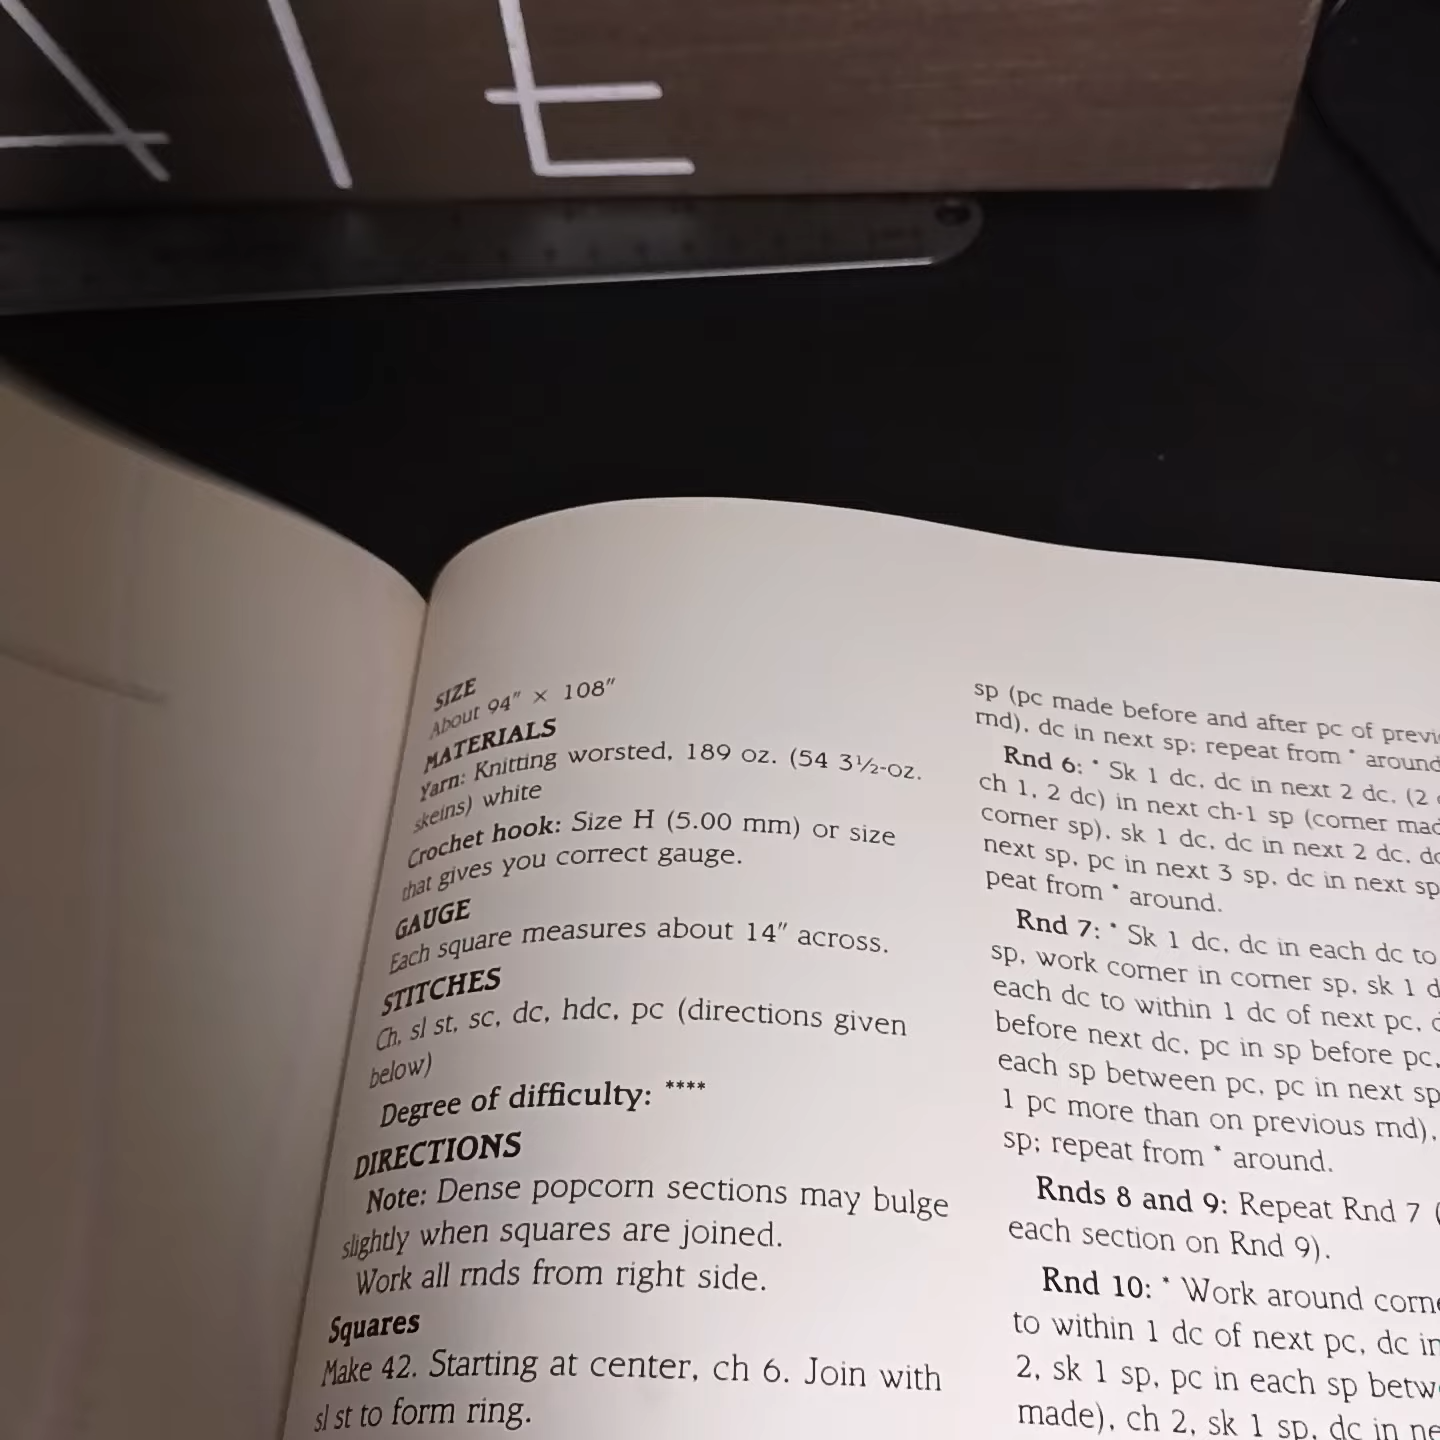 SIZE
About 94" × 108"
MATERIALS
Yarn: Knitting worsted, 189 oz. (54 3½-oz.
skeins) white
Crochet hook: Size H (5.00 mm) or size
that gives you correct gauge.
GAUGE
Each square measures about 14" across.
STITCHES
Ch, sl st, sc, dc, hdc, pc (directions given
below)
Degree of difficulty: ****
DIRECTIONS
Note: Dense popcorn sections may bulge
slightly when squares are joined.
Work all rnds from right side.
Squares
Make 42. Starting at center, ch 6. Join with
sl st to form ring.
sp (pc made before and after pc of
rnd), dc in next sp; repeat from * around
Rnd 6: * Sk 1 dc, dc in next 2 dc, (2
ch 1, 2 dc) in next ch-1 sp (corner
corner sp), sk 1 dc, dc in next 2 dc,
next sp, pc in next 3 sp, dc in next sp
peat from * around.
Rnd 7: * Sk 1 dc, dc in each dc to
sp, work corner in corner sp, sk 1
each dc to within 1 dc of next pc,
before next dc, pc in sp before pc,
each sp between pc, pc in next sp
1 pc more than on previous rnd),
sp; repeat from * around.
Rnds 8 and 9: Repeat Rnd 7 (
each section on Rnd 9).
Rnd 10: * Work around
to within 1 dc of next pc, dc in
2, sk 1 sp, pc in each sp
made), ch 2, sk 1 sp, dc in